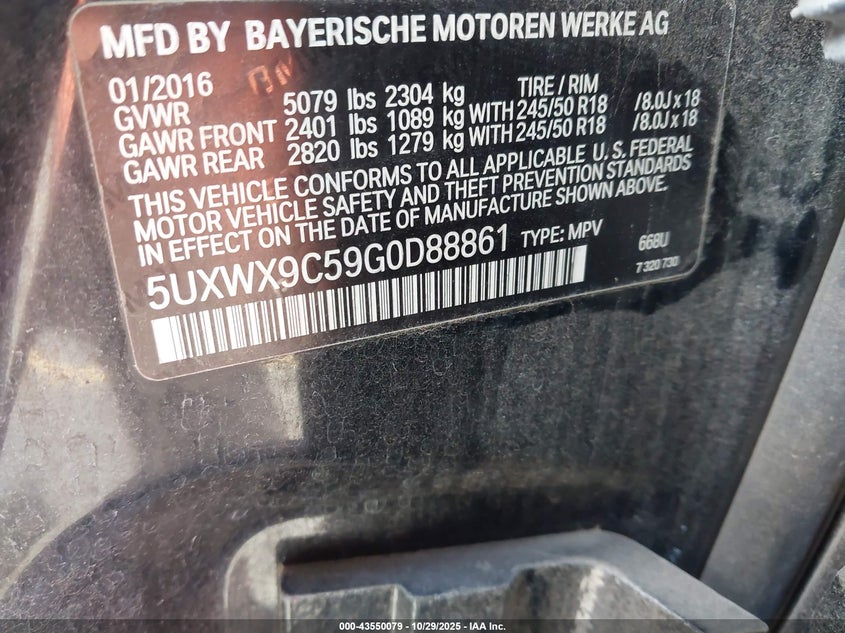 MFD BY BAYERISCHE MOTOREN WERKE AG
01/2016 TIRE / RIM
GVWR 5079 lbs 2304 kg
GAWR FRONT 2401 lbs 1089 kg WITH 245/50 R18 /8.0J x 18
GAWR REAR 2820 lbs 1279 kg WITH 245/50 R18 /8.0J x 18
THIS VEHICLE CONFORMS TO ALL APPLICABLE U. S. FEDERAL
MOTOR VEHICLE SAFETY AND THEFT PREVENTION STANDARDS
IN EFFECT ON THE DATE OF MANUFACTURE SHOWN ABOVE.
5UXWX9C59G0D88861 TYPE: MPV 668U
7 320 730
000-43550079 - 10/29/2025 - IAA Inc.